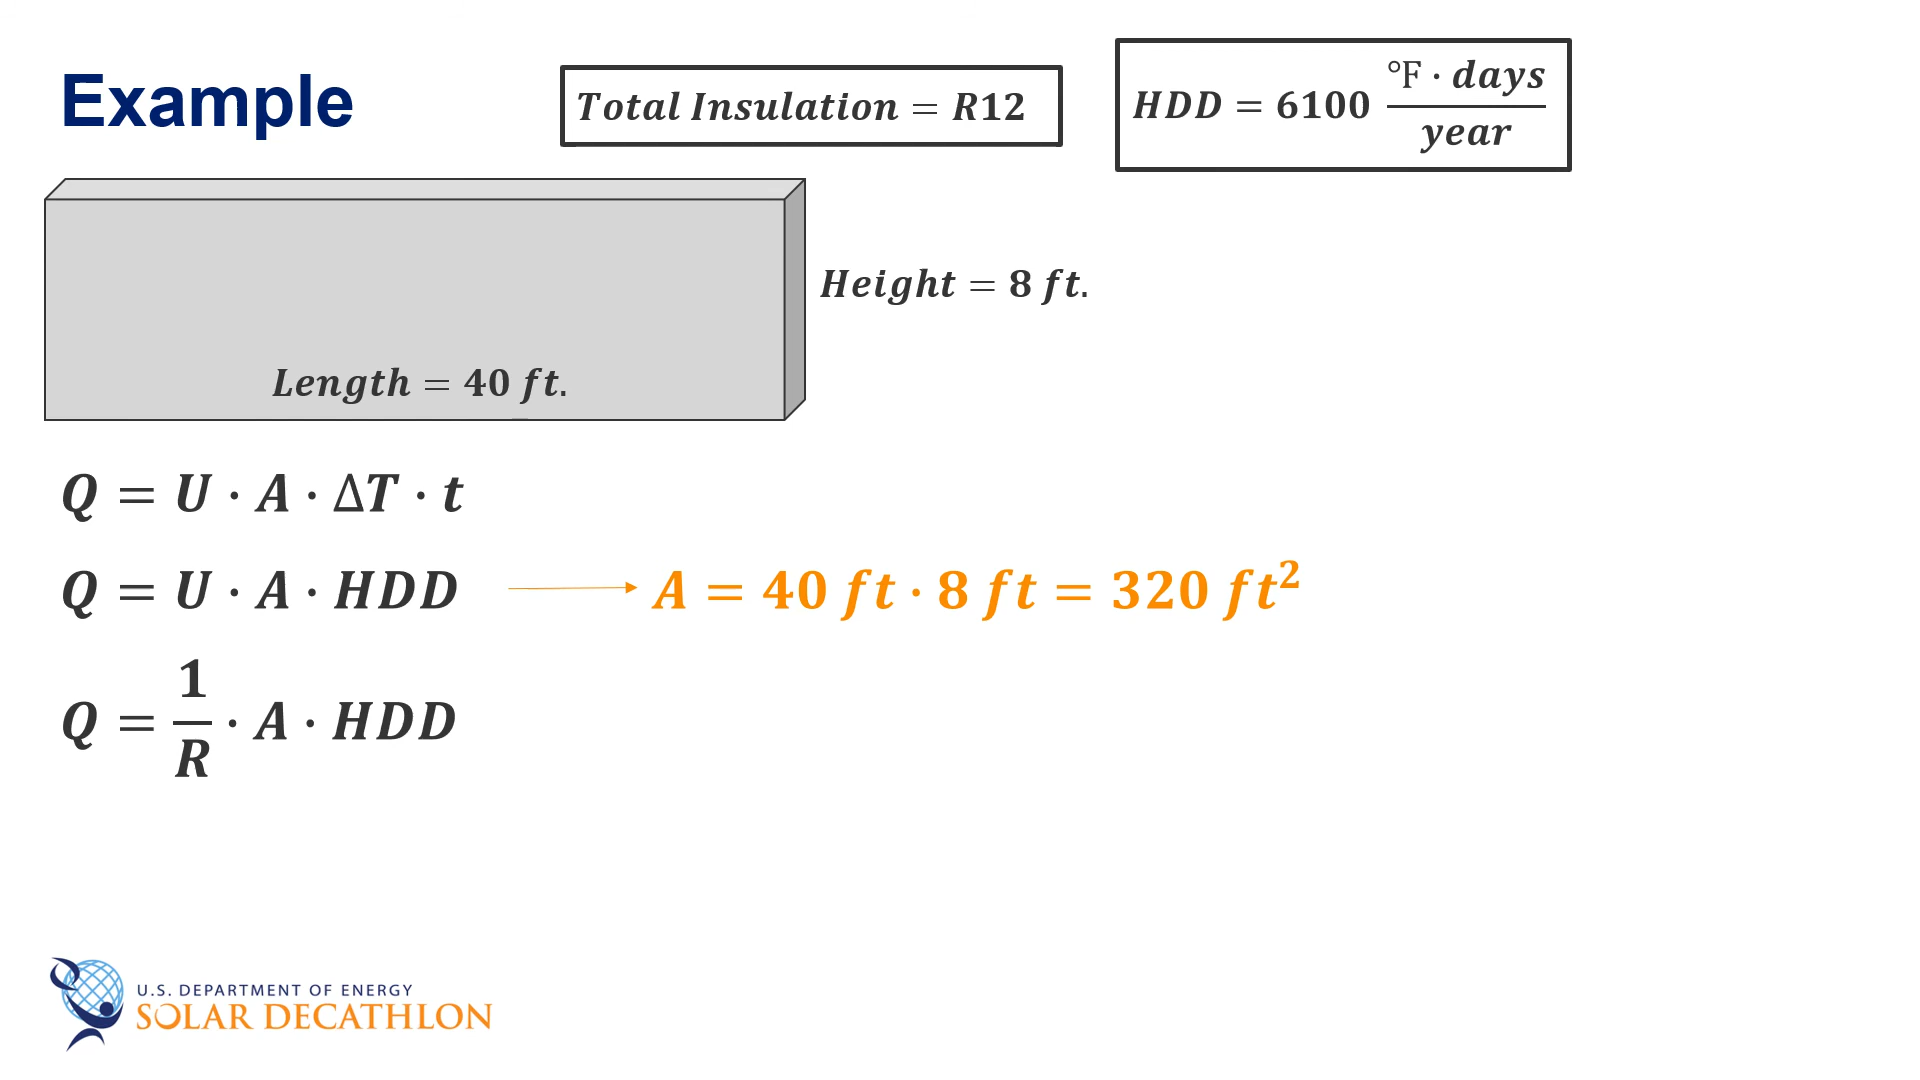 Example
Total Insulation = R12
HDD = 6100 °F · days / year
Height = 8 ft.
Length = 40 ft.
Q = U · A · ΔT · t
Q = U · A · HDD
A = 40 ft · 8 ft = 320 ft²
Q = 1/R · A · HDD
U.S. DEPARTMENT OF ENERGY
SOLAR DECATHLON